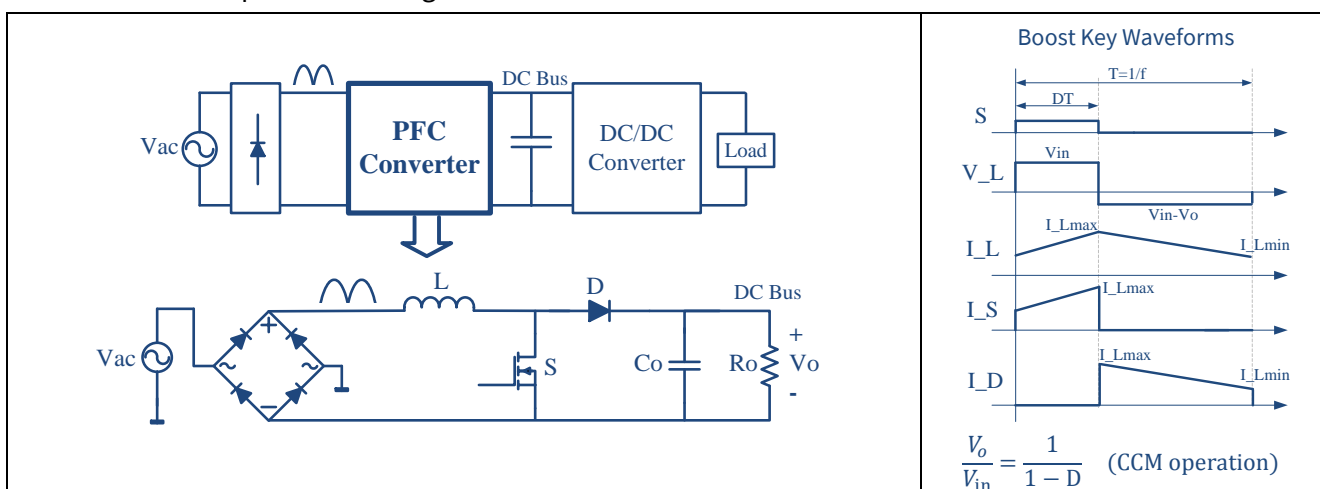 DC Bus
Vac
PFC
Converter
DC/DC
Converter
Load
L
D
DC Bus
Vac
+
~
~
−
S
Co
Ro
+
Vo
-
Boost Key Waveforms
T=1/f
DT
S
Vin
V_L
Vin-Vo
I_Lmax
I_L
I_Lmin
I_Lmax
I_S
I_Lmax
I_D
I_Lmin
V_o/V_in = 1/(1 − D) (CCM operation)